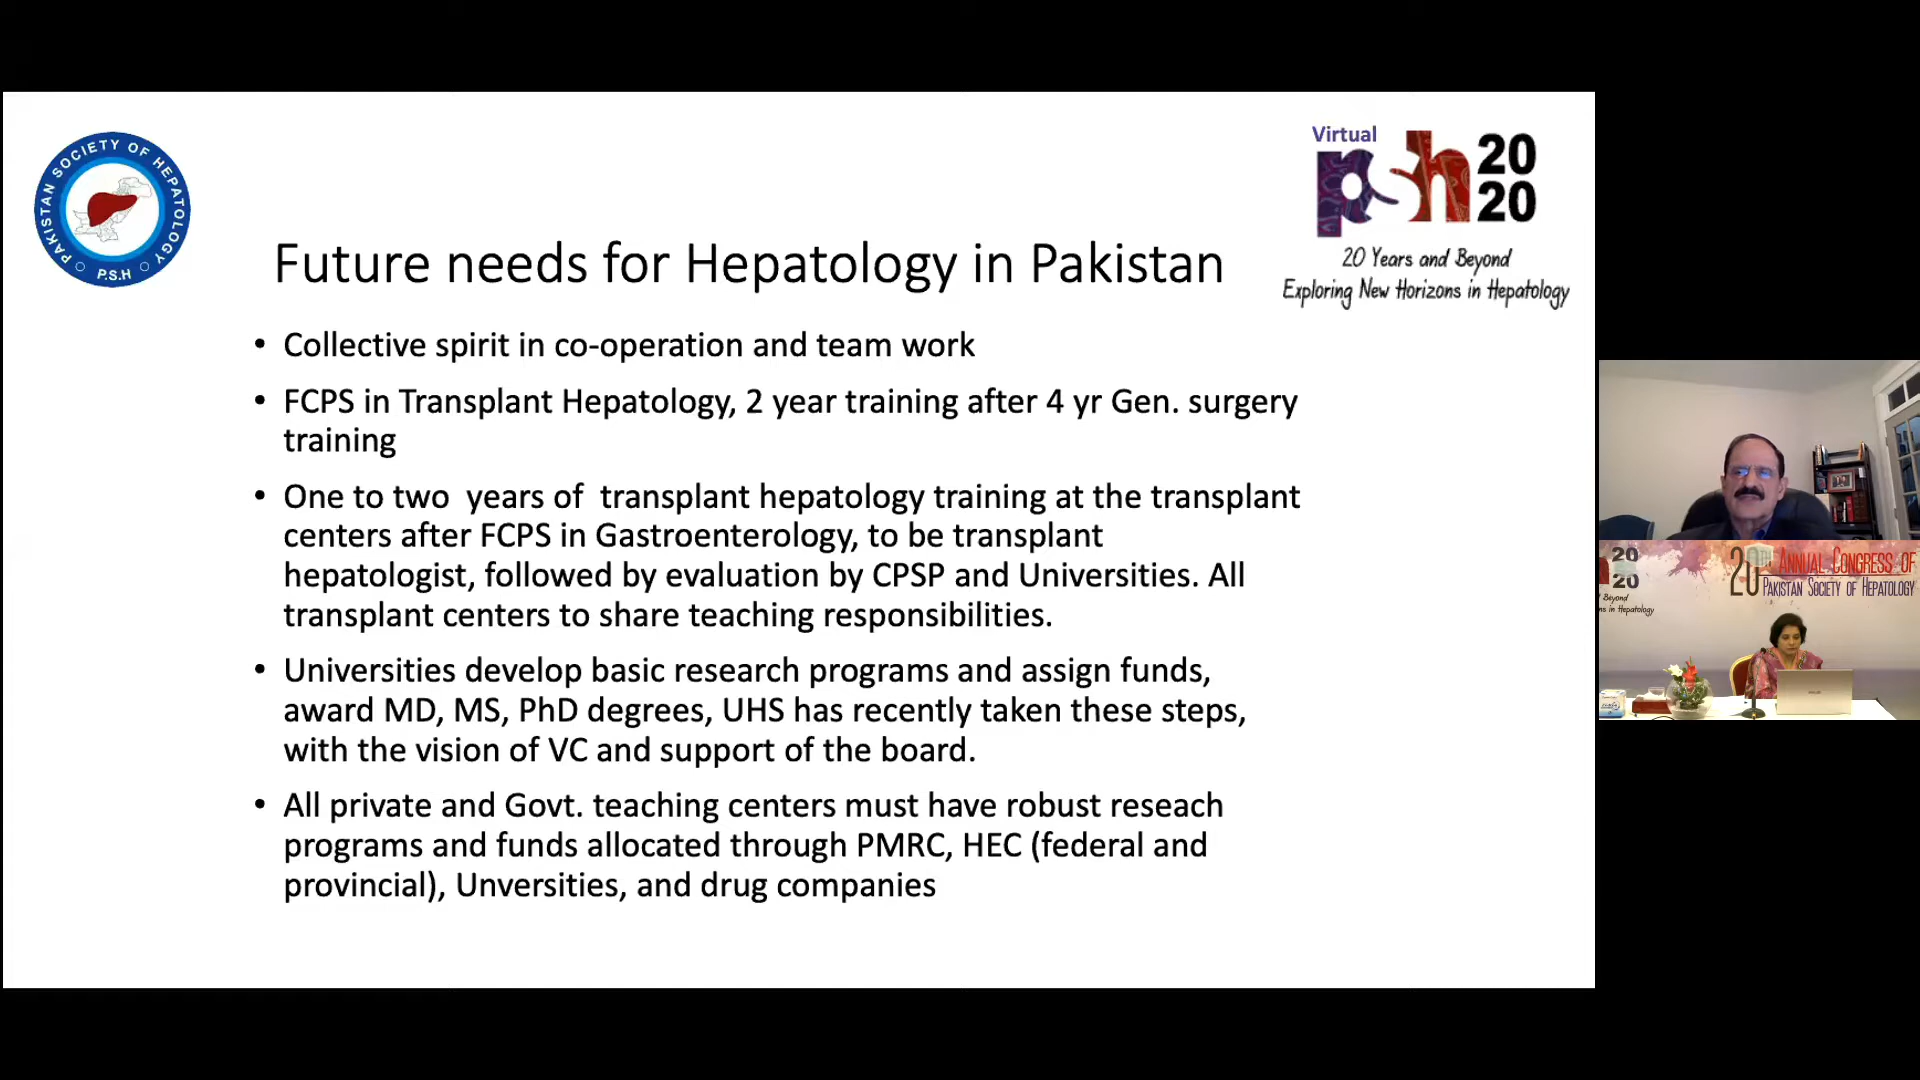 PAKISTAN SOCIETY OF HEPATOLOGY
P.S.H
Virtual
psh 20
20
20 Years and Beyond
Exploring New Horizons in Hepatology
Future needs for Hepatology in Pakistan
• Collective spirit in co-operation and team work
• FCPS in Transplant Hepatology, 2 year training after 4 yr Gen. surgery
training
• One to two years of transplant hepatology training at the transplant
centers after FCPS in Gastroenterology, to be transplant
hepatologist, followed by evaluation by CPSP and Universities. All
transplant centers to share teaching responsibilities.
• Universities develop basic research programs and assign funds,
award MD, MS, PhD degrees, UHS has recently taken these steps,
with the vision of VC and support of the board.
• All private and Govt. teaching centers must have robust reseach
programs and funds allocated through PMRC, HEC (federal and
provincial), Unversities, and drug companies
20
20
Beyond
ns in Hepatology
20TH ANNUAL CONGRESS OF
PAKISTAN SOCIETY OF HEPATOLOGY